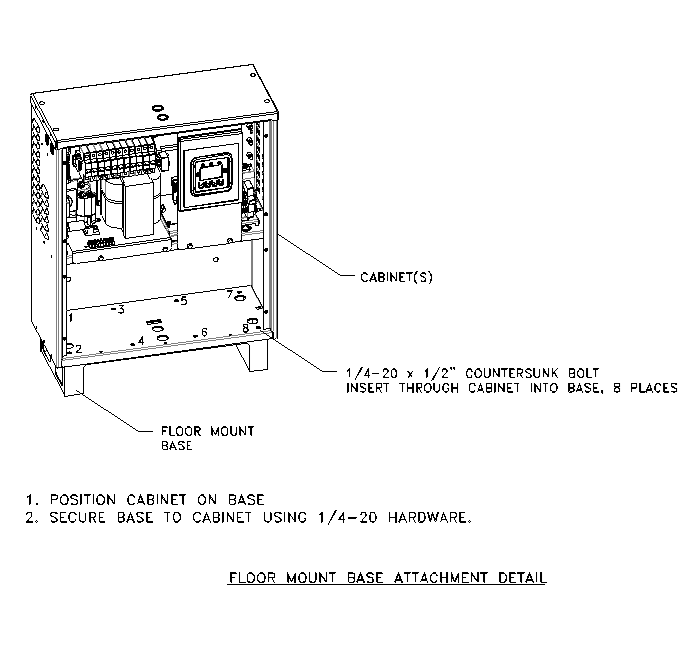 7
5
3
1
8
6
4
2
CABINET(S)
1/4-20 x 1/2" COUNTERSUNK BOLT
INSERT THROUGH CABINET INTO BASE, 8 PLACES
FLOOR MOUNT
BASE
1. POSITION CABINET ON BASE
2. SECURE BASE TO CABINET USING 1/4-20 HARDWARE.
FLOOR MOUNT BASE ATTACHMENT DETAIL